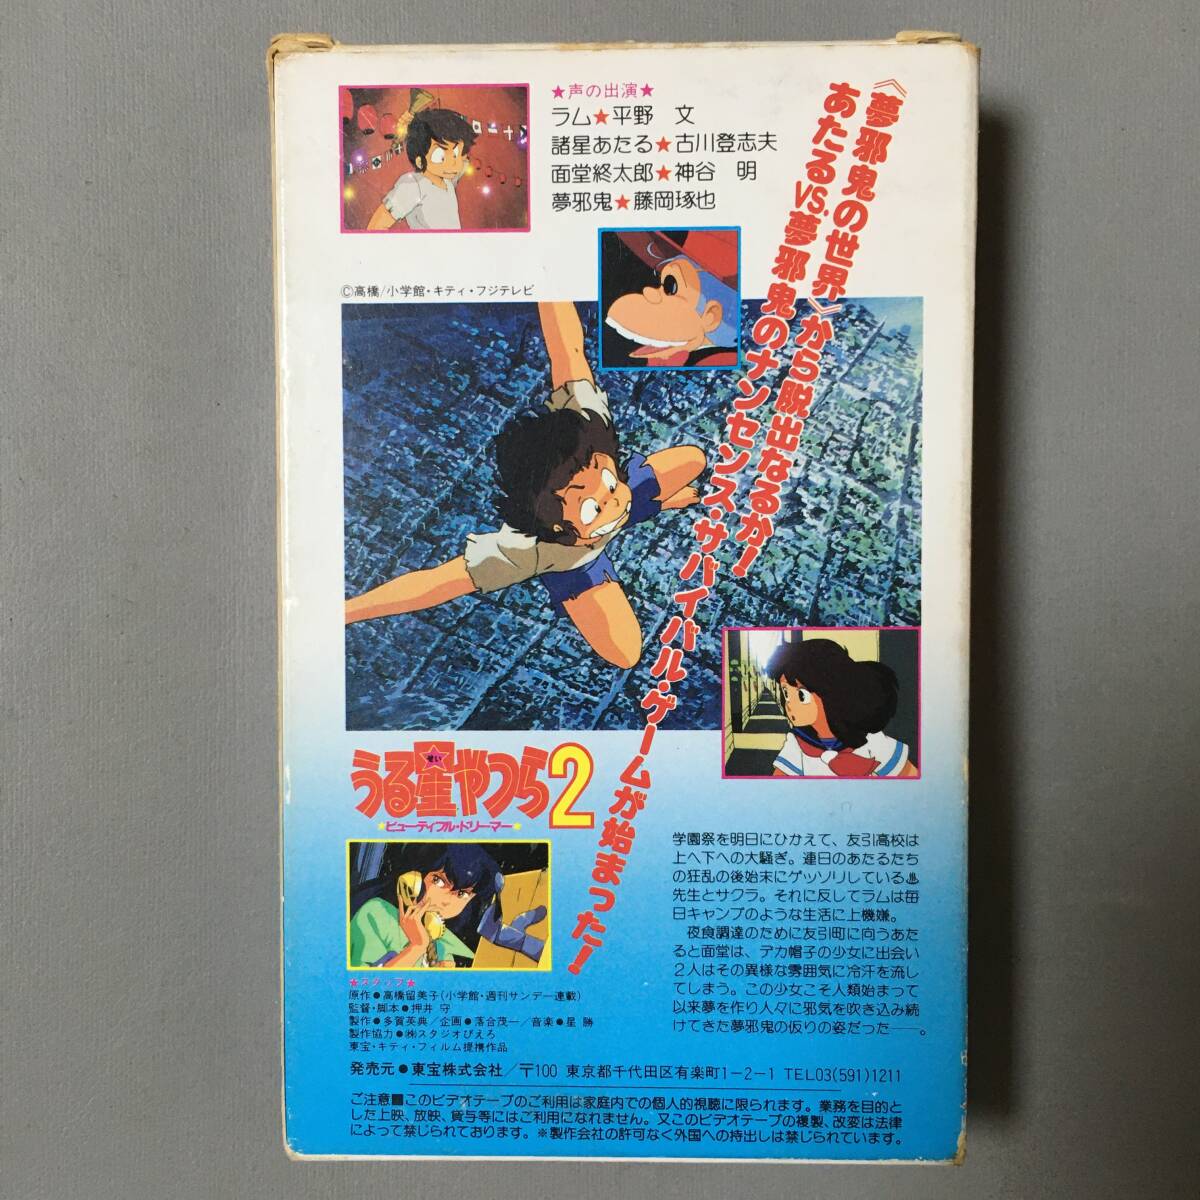 ★声の出演★
ラム★平野 文
諸星あたる★古川登志夫
面堂終太郎★神谷 明
夢邪鬼★藤岡琢也
《夢邪鬼の世界》から脱出なるか！
あたるVS.夢邪鬼のナンセンス・サバイバル・ゲームが始まった！
©高橋/小学館・キティ・フジテレビ
うる星やつら2
せい
★ビューティフル・ドリーマー★
学園祭を明日にひかえて、友引高校は
上へ下への大騒ぎ。連日のあたるたち
の狂乱の後始末にゲッソリしている♨
先生とサクラ。それに反してラムは毎
日キャンプのような生活に上機嫌。
夜食調達のために友引町に向うあた
ると面堂は、デカ帽子の少女に出会い
2人はその異様な雰囲気に冷汗を流し
てしまう。この少女こそ人類始まって
以来夢を作り人々に邪気を吹き込み続
けてきた夢邪鬼の仮りの姿だった──。
★スタッフ★
原作●高橋留美子(小学館・週刊サンデー連載)
監督・脚本●押井 守
製作●多賀英典/企画●落合茂一/音楽●星 勝
製作協力●㈱スタジオぴえろ
東宝・キティ・フィルム提携作品
発売元●東宝株式会社/〒100 東京都千代田区有楽町1-2-1 TEL03(591)1211
ご注意■このビデオテープのご利用は家庭内での個人的視聴に限られます。業務を目的と
した上映、放映、貸与等にはご利用になれません。又このビデオテープの複製、改変は法律
によって禁じられております。※製作会社の許可なく外国への持出しは禁じられています。